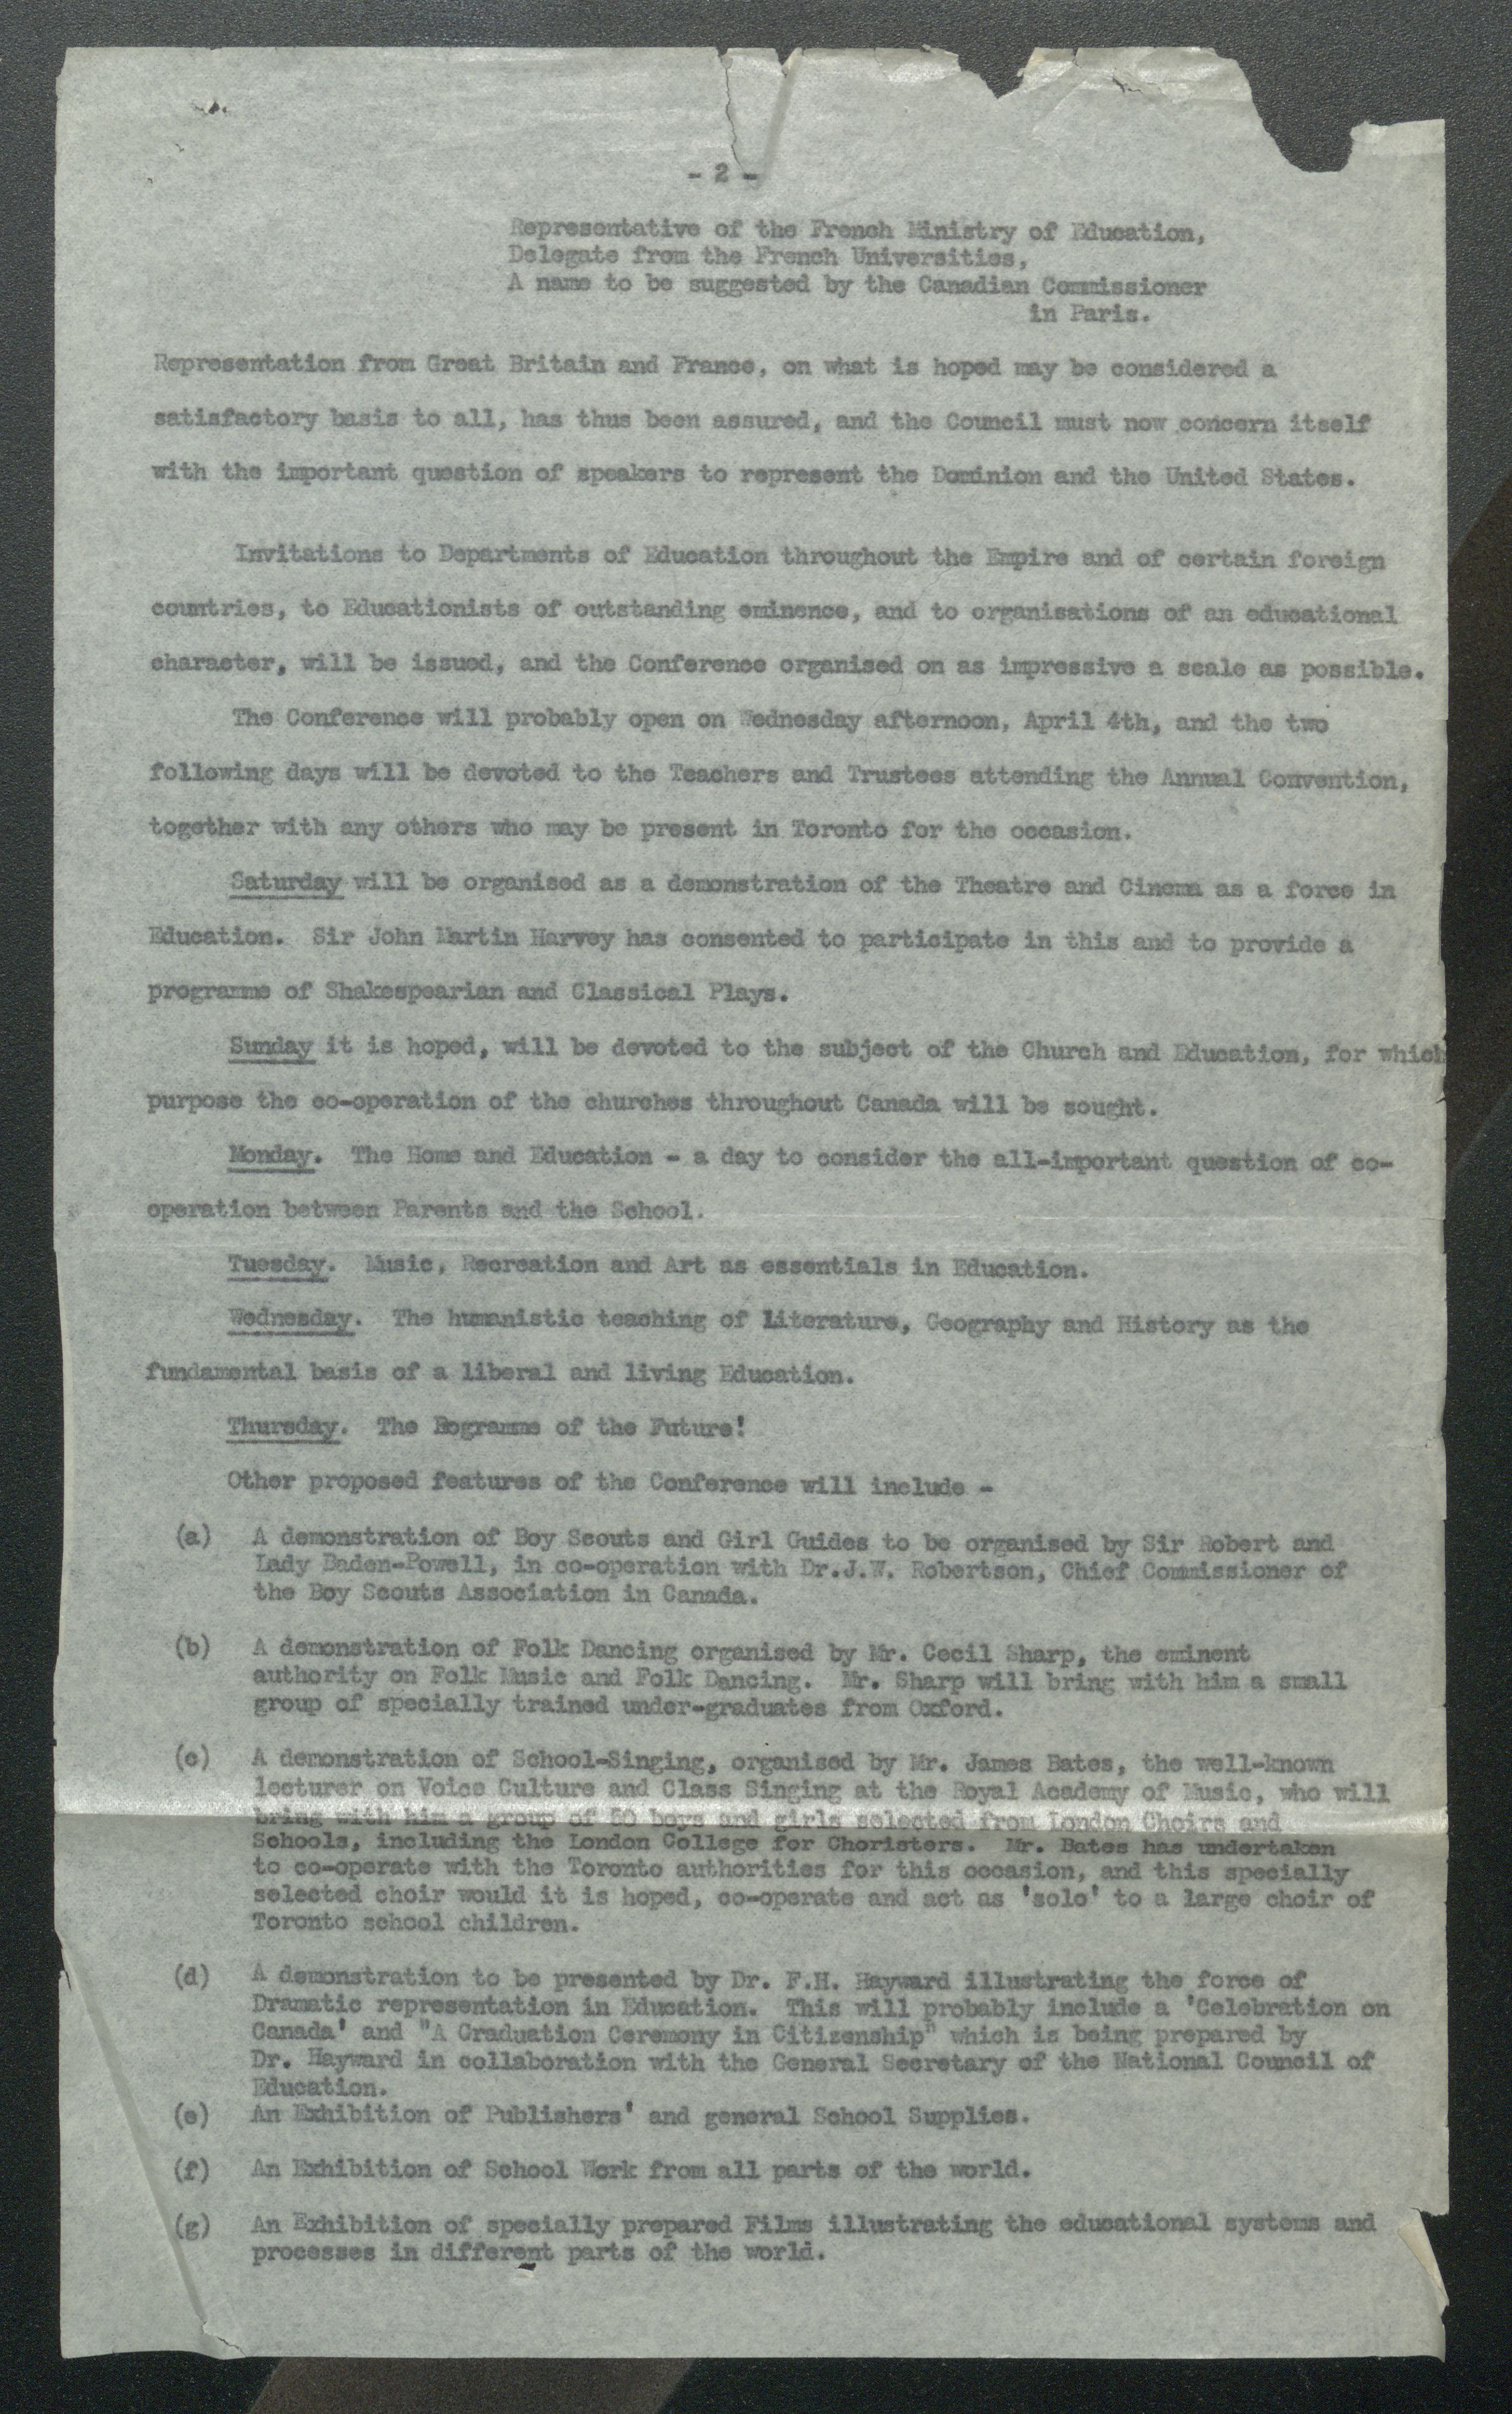 - 2 -
Representative of the French Ministry of Education,
Delegate from the French Universities,
A name to be suggested by the Canadian Commissioner
in Paris.
Representation from Great Britain and France, on what is hoped may be considered a
satisfactory basis to all, has thus been assured, and the Council must now concern itself
with the important question of speakers to represent the Dominion and the United States.
Invitations to Departments of Education throughout the Empire and of certain foreign
countries, to Educationists of outstanding eminence, and to organisations of an educational
character, will be issued, and the Conference organised on as impressive a scale as possible.
The Conference will probably open on Wednesday afternoon, April 4th, and the two
following days will be devoted to the Teachers and Trustees attending the Annual Convention,
together with any others who may be present in Toronto for the occasion.
Saturday will be organised as a demonstration of the Theatre and Cinema as a force in
Education. Sir John Martin Harvey has consented to participate in this and to provide a
programme of Shakespearian and Classical Plays.
Sunday it is hoped, will be devoted to the subject of the Church and Education, for which
purpose the co-operation of the churches throughout Canada will be sought.
Monday. The Home and Education - a day to consider the all-important question of co-
operation between Parents and the School.
Tuesday. Music, Recreation and Art as essentials in Education.
Wednesday. The humanistic teaching of Literature, Geography and History as the
fundamental basis of a liberal and living Education.
Thursday. The Rogramme of the Future!
Other proposed features of the Conference will include -
(a) A demonstration of Boy Scouts and Girl Guides to be organised by Sir Robert and
Lady Baden-Powell, in co-operation with Dr.J.W. Robertson, Chief Commissioner of
the Boy Scouts Association in Canada.
(b) A demonstration of Folk Dancing organised by Mr. Cecil Sharp, the eminent
authority on Folk Music and Folk Dancing. Mr. Sharp will bring with him a small
group of specially trained under-graduates from Oxford.
(c) A demonstration of School-Singing, organised by Mr. James Bates, the well-known
lecturer on Voice Culture and Class Singing at the Royal Academy of Music, who will
bring with him a group of 50 boys and girls selected from London Choirs and
Schools, including the London College for Choristers. Mr. Bates has undertaken
to co-operate with the Toronto authorities for this occasion, and this specially
selected choir would it is hoped, co-operate and act as 'solo' to a large choir of
Toronto school children.
(d) A demonstration to be presented by Dr. F.H. Hayward illustrating the force of
Dramatic representation in Education. This will probably include a 'Celebration on
Canada' and "A Graduation Ceremony in Citizenship" which is being prepared by
Dr. Hayward in collaboration with the General Secretary of the National Council of
Education.
(e) An Exhibition of Publishers' and general School Supplies.
(f) An Exhibition of School Work from all parts of the world.
(g) An Exhibition of specially prepared Films illustrating the educational systems and
processes in different parts of the world.